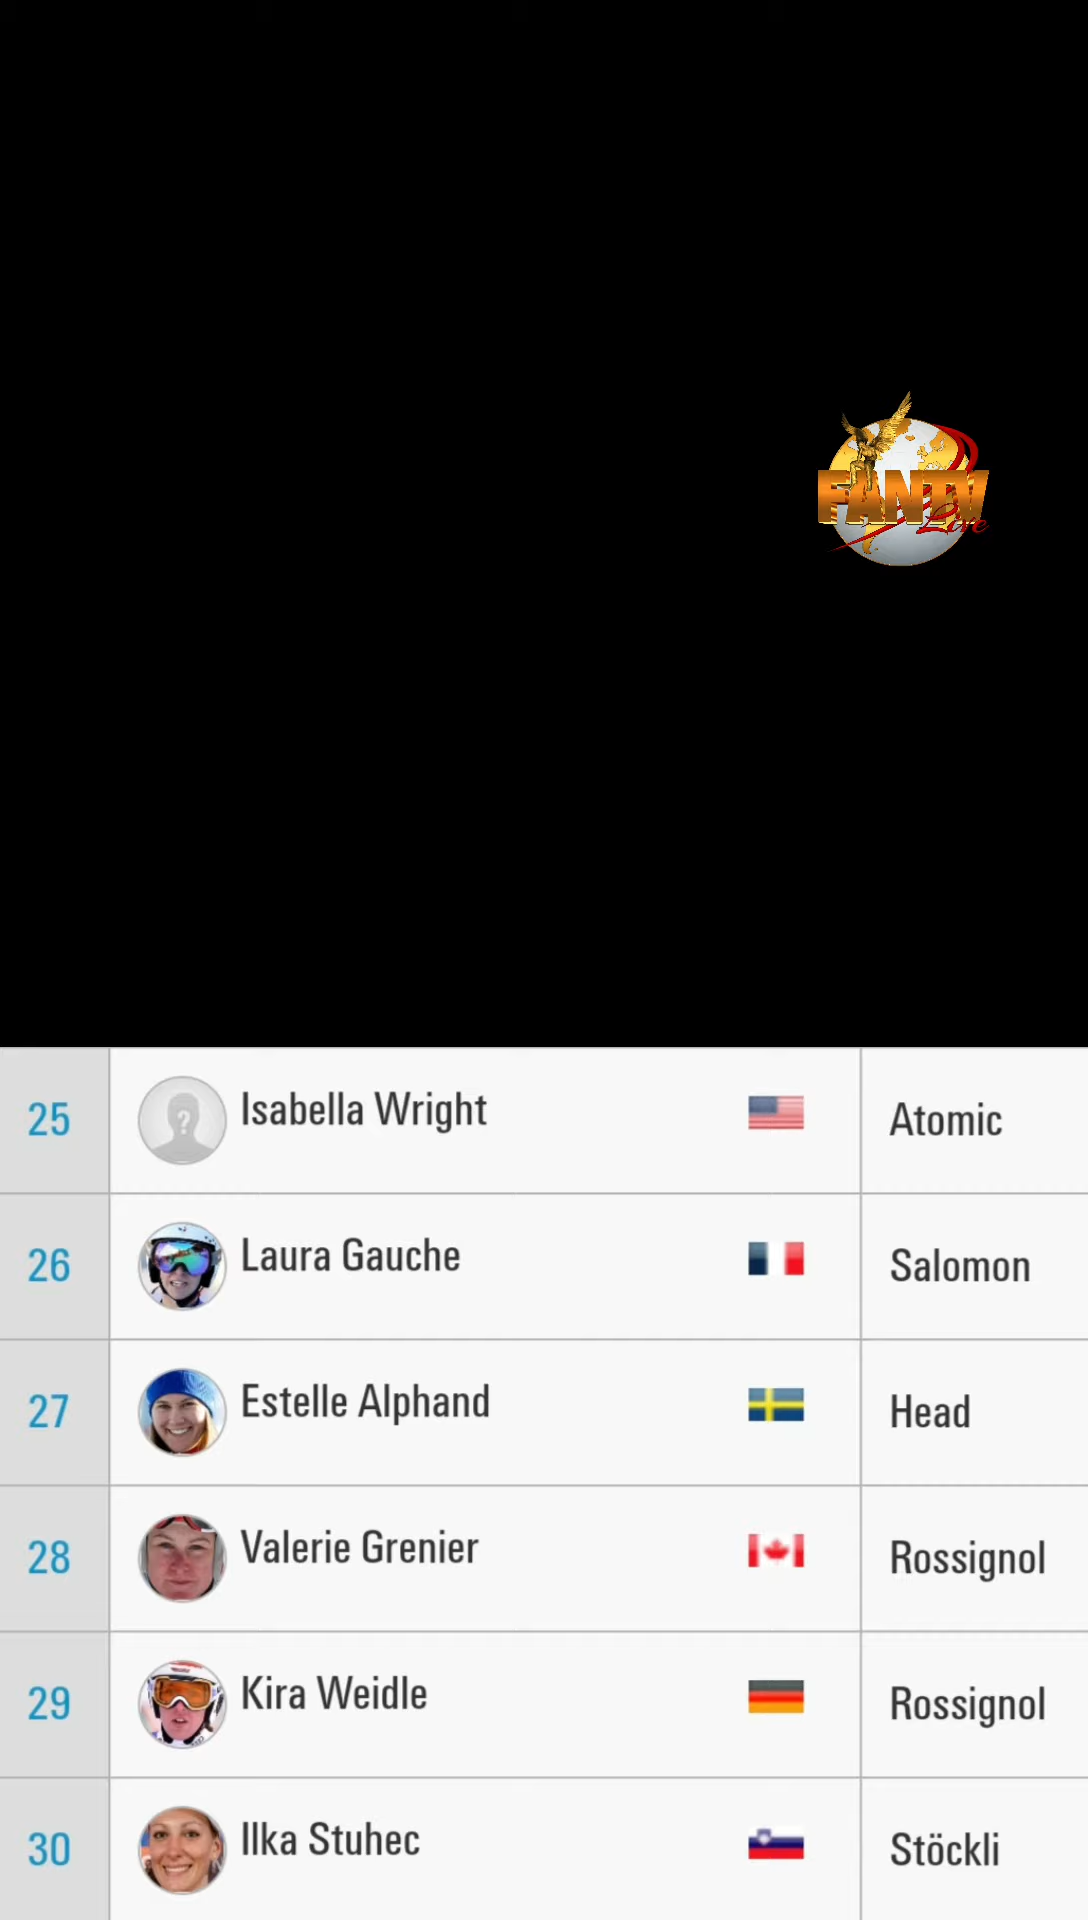 FANTV
Live
25 Isabella Wright Atomic
26 Laura Gauche Salomon
27 Estelle Alphand Head
28 Valerie Grenier Rossignol
29 Kira Weidle Rossignol
30 Ilka Stuhec Stöckli